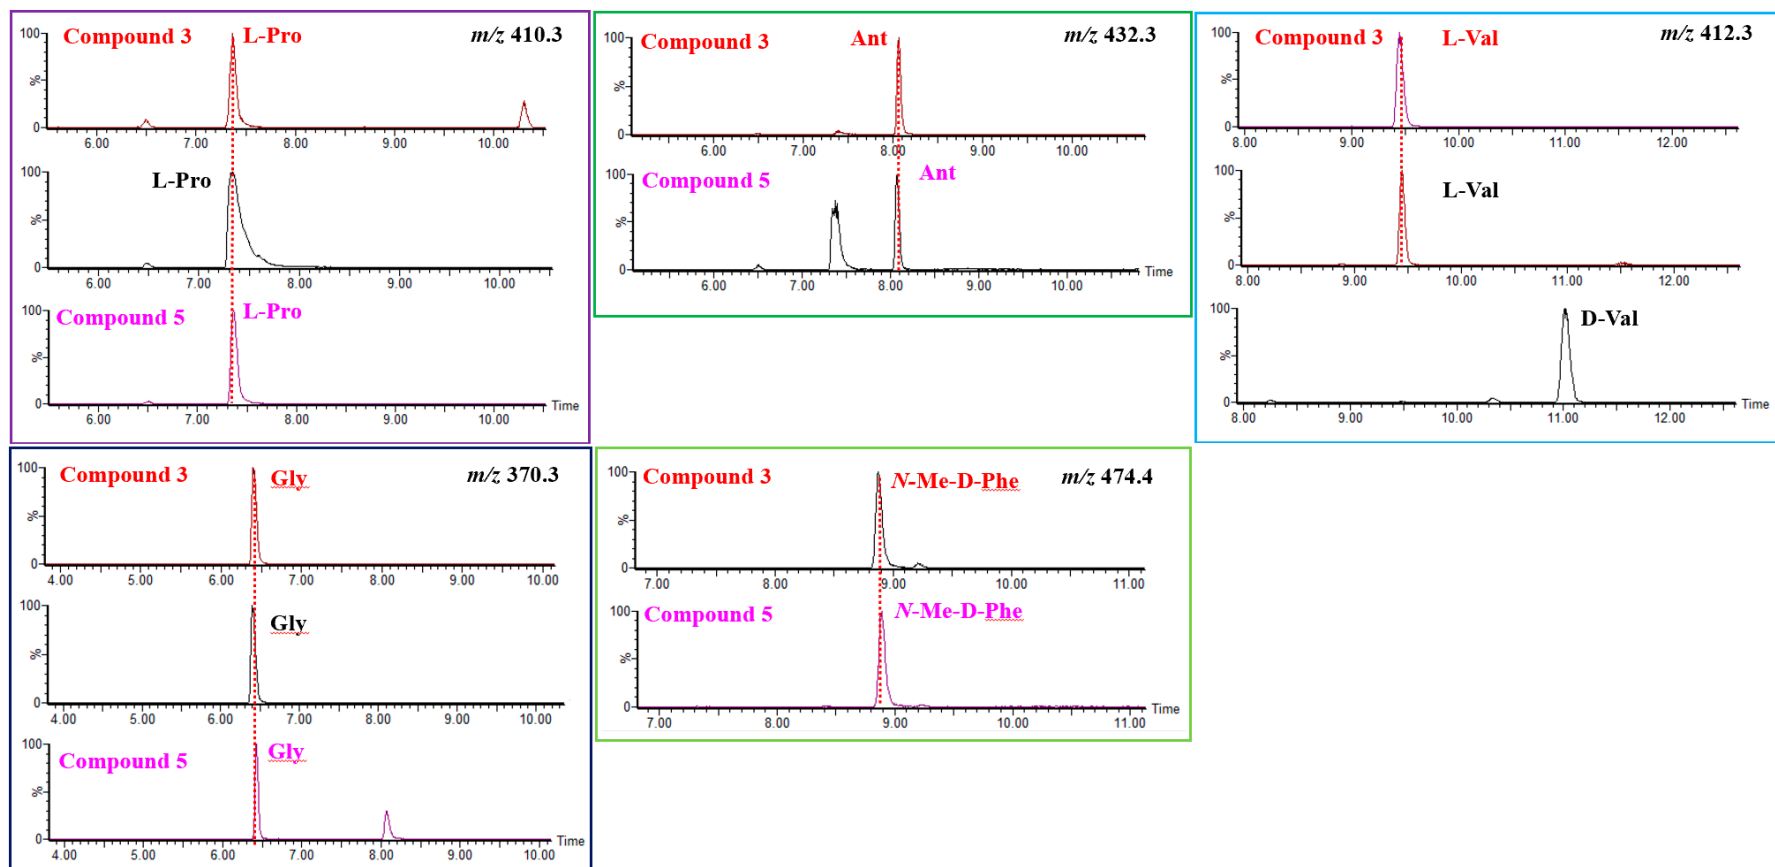 Compound 3 L-Pro m/z 410.3
100
%
0
6.00 7.00 8.00 9.00 10.00
L-Pro
100
%
0
6.00 7.00 8.00 9.00 10.00
Compound 5 L-Pro
100
%
0
6.00 7.00 8.00 9.00 10.00 Time
Compound 3 Ant m/z 432.3
100
%
0
6.00 7.00 8.00 9.00 10.00
Compound 5 Ant
100
%
0
6.00 7.00 8.00 9.00 10.00 Time
Compound 3 L-Val m/z 412.3
100
%
0
8.00 9.00 10.00 11.00 12.00
L-Val
100
%
0
8.00 9.00 10.00 11.00 12.00
D-Val
100
%
0
8.00 9.00 10.00 11.00 12.00 Time
Compound 3 Gly m/z 370.3
100
%
0
4.00 5.00 6.00 7.00 8.00 9.00 10.00
Gly
100
%
0
4.00 5.00 6.00 7.00 8.00 9.00 10.00
Compound 5 Gly
100
%
0
4.00 5.00 6.00 7.00 8.00 9.00 10.00 Time
Compound 3 N-Me-D-Phe m/z 474.4
100
%
0
7.00 8.00 9.00 10.00 11.00
Compound 5 N-Me-D-Phe
100
%
0
7.00 8.00 9.00 10.00 11.00 Time